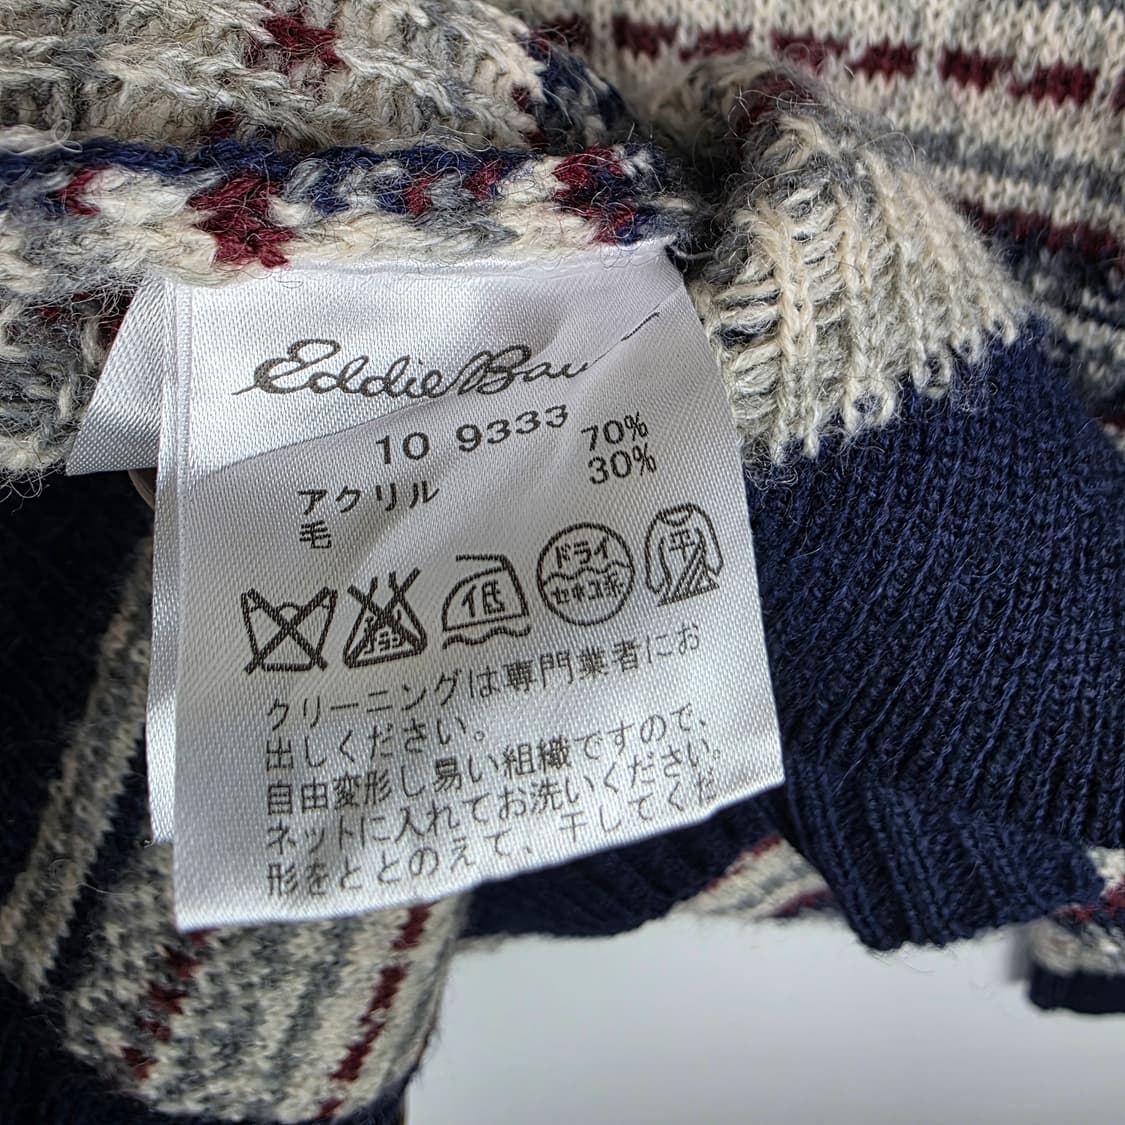 Eddie Bau
10 9333
アクリル 70%
毛 30%
低
ドライ
セキユ系
平
クリーニングは専門業者にお
出しください。
自由変形し易い組織ですので、
ネットに入れてお洗いください。
形をととのえて、干してくだ